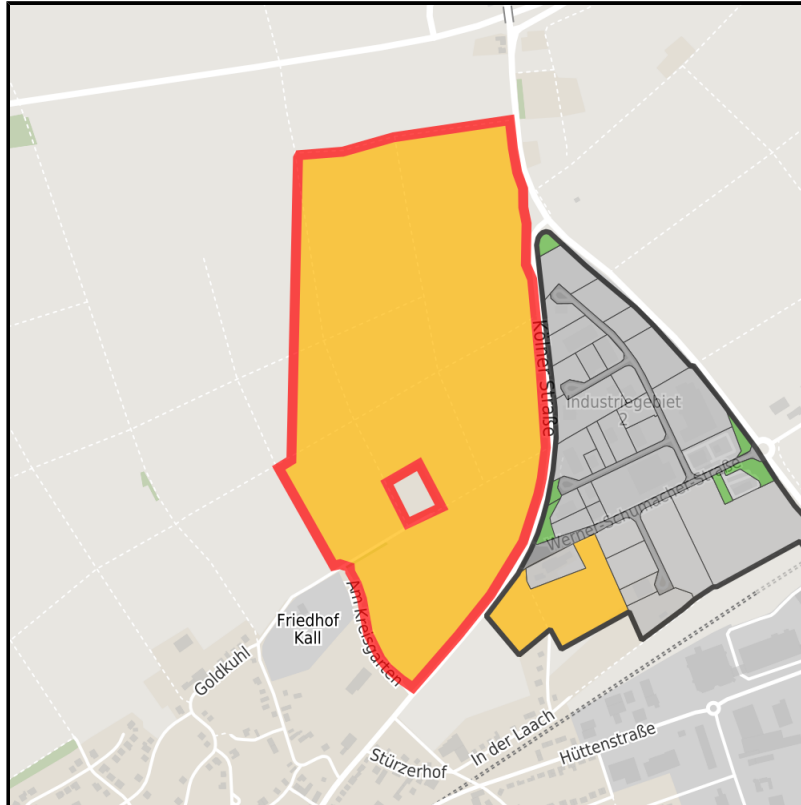 Kölner Straße
Industriegebiet
2
Werner-Schumacher-Straße
Am Kreisgarten
Friedhof
Kall
Goldkuhl
In der Laach
Hüttenstraße
Stürzerhof